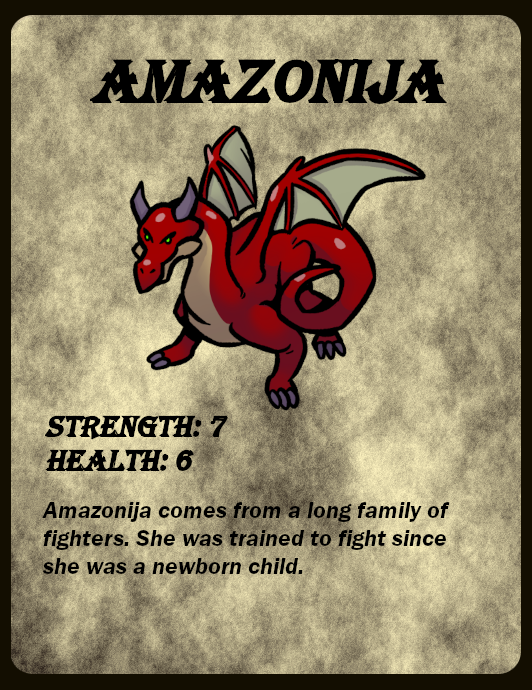 AMAZONIJA
STRENGTH: 7
HEALTH: 6
Amazonija comes from a long family of
fighters. She was trained to fight since
she was a newborn child.